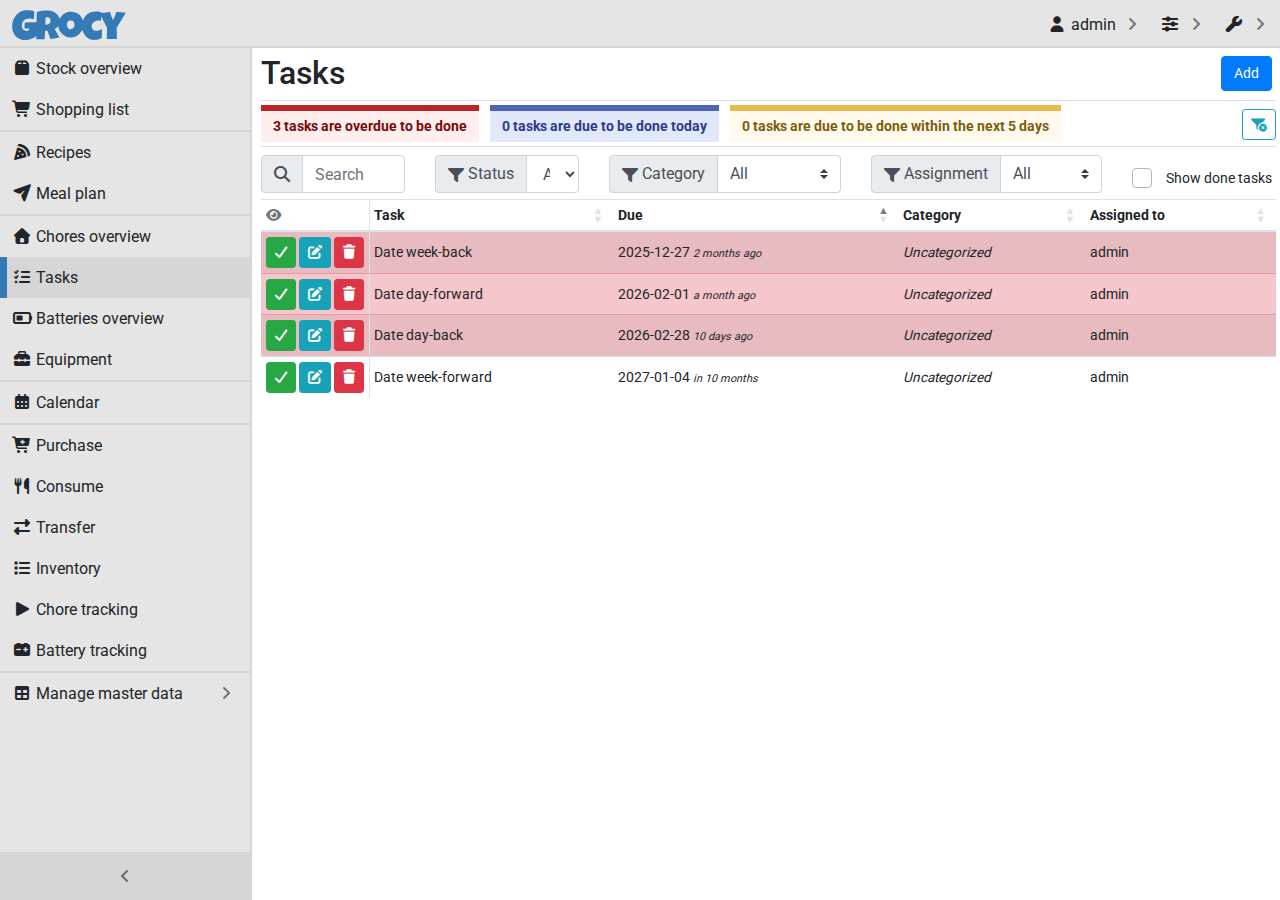 GROCY
admin
Stock overview
Shopping list
Recipes
Meal plan
Chores overview
Tasks
Batteries overview
Equipment
Calendar
Purchase
Consume
Transfer
Inventory
Chore tracking
Battery tracking
Manage master data
Tasks
Add
3 tasks are overdue to be done
0 tasks are due to be done today
0 tasks are due to be done within the next 5 days
Search
Status
Category All
Assignment All
Show done tasks
Task Due Category Assigned to
Date week-back 2025-12-27 2 months ago Uncategorized admin
Date day-forward 2026-02-01 a month ago Uncategorized admin
Date day-back 2026-02-28 10 days ago Uncategorized admin
Date week-forward 2027-01-04 in 10 months Uncategorized admin